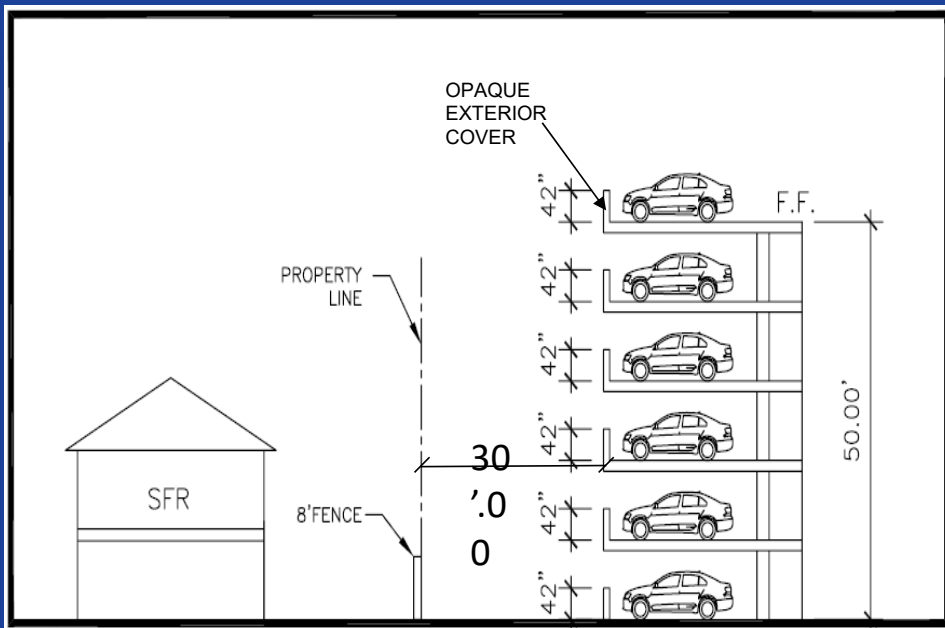 OPAQUE
EXTERIOR
COVER
42"
F.F.
42"
PROPERTY
LINE
42"
50.00'
42"
30
'.0
0
SFR
8'FENCE
42"
42"